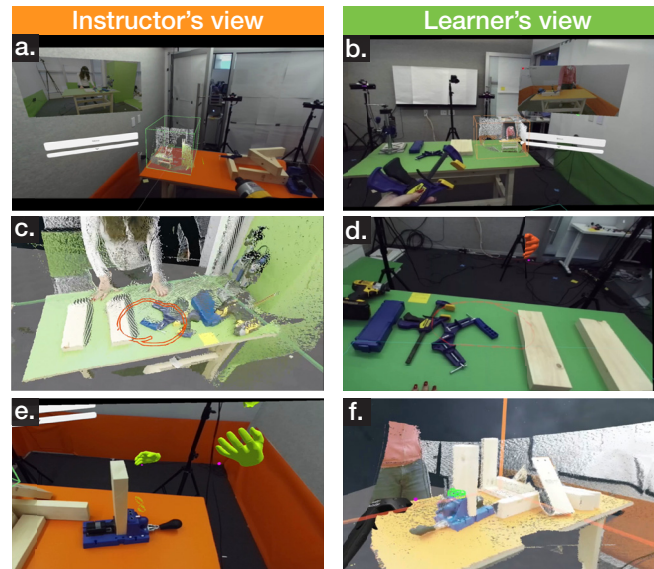 Instructor's view
Learner's view
a.
b.
c.
d.
e.
f.